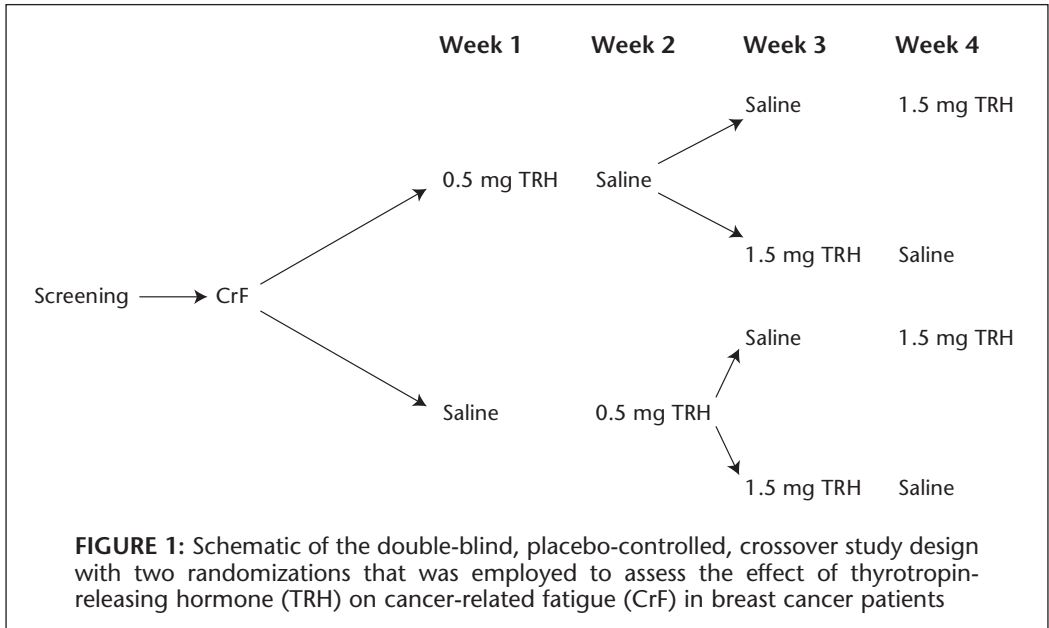 Week 1 Week 2 Week 3 Week 4
Saline 1.5 mg TRH
0.5 mg TRH Saline
1.5 mg TRH Saline
Screening CrF
Saline 1.5 mg TRH
Saline 0.5 mg TRH
1.5 mg TRH Saline
FIGURE 1: Schematic of the double-blind, placebo-controlled, crossover study design
with two randomizations that was employed to assess the effect of thyrotropin-
releasing hormone (TRH) on cancer-related fatigue (CrF) in breast cancer patients